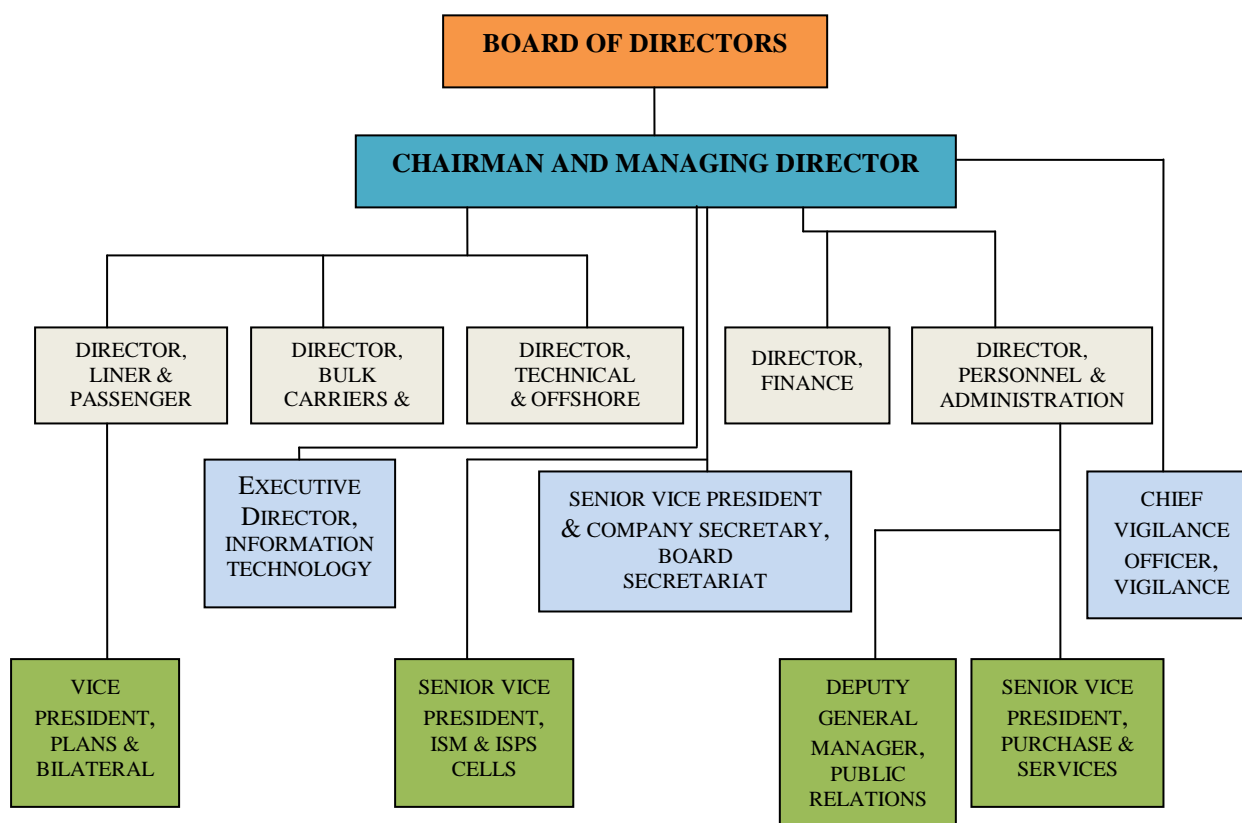 BOARD OF DIRECTORS
CHAIRMAN AND MANAGING DIRECTOR
DIRECTOR,
LINER &
PASSENGER
DIRECTOR,
BULK
CARRIERS &
DIRECTOR,
TECHNICAL
& OFFSHORE
DIRECTOR,
FINANCE
DIRECTOR,
PERSONNEL &
ADMINISTRATION
EXECUTIVE
DIRECTOR,
INFORMATION
TECHNOLOGY
SENIOR VICE PRESIDENT
& COMPANY SECRETARY,
BOARD
SECRETARIAT
CHIEF
VIGILANCE
OFFICER,
VIGILANCE
VICE
PRESIDENT,
PLANS &
BILATERAL
SENIOR VICE
PRESIDENT,
ISM & ISPS
CELLS
DEPUTY
GENERAL
MANAGER,
PUBLIC
RELATIONS
SENIOR VICE
PRESIDENT,
PURCHASE &
SERVICES